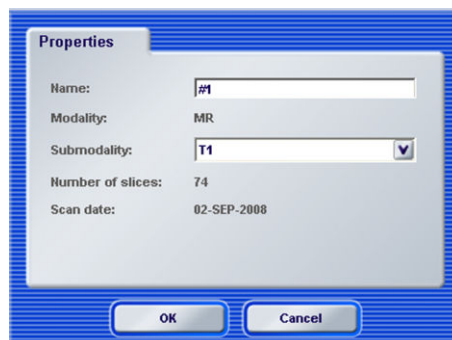 Properties
Name: #1
Modality: MR
Submodality: T1
Number of slices: 74
Scan date: 02-SEP-2008
OK Cancel